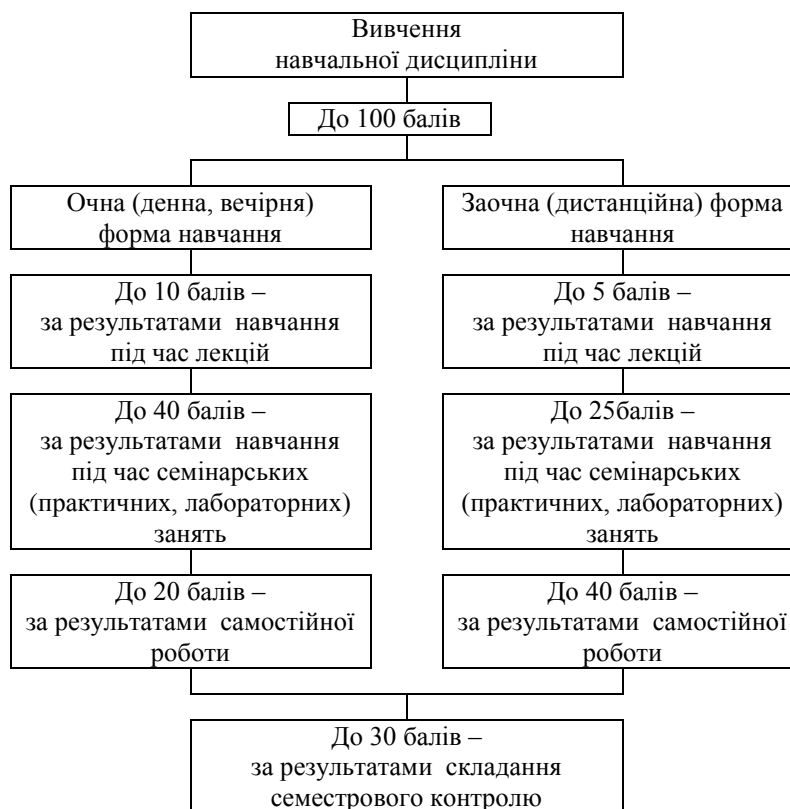 Вивчення
навчальної дисципліни
До 100 балів
Очна (денна, вечірня)
форма навчання
До 10 балів –
за результатами навчання
під час лекцій
До 40 балів –
за результатами навчання
під час семінарських
(практичних, лабораторних)
занять
До 20 балів –
за результатами самостійної
роботи
Заочна (дистанційна) форма
навчання
До 5 балів –
за результатами навчання
під час лекцій
До 25балів –
за результатами навчання
під час семінарських
(практичних, лабораторних)
занять
До 40 балів –
за результатами самостійної
роботи
До 30 балів –
за результатами складання
семестрового контролю